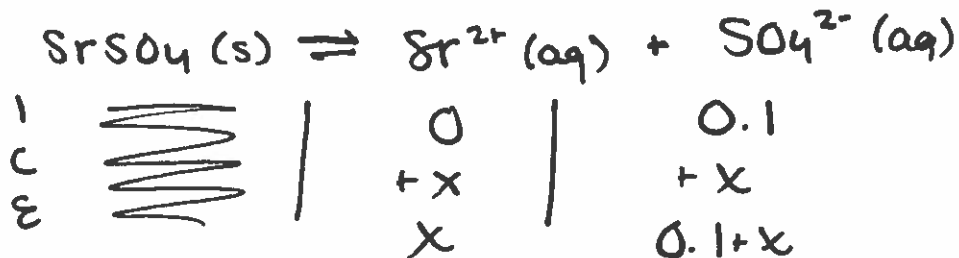 SrSO₄ (s) ⇌ Sr²⁺ (aq) + SO₄²⁻ (aq)
I | 0 | 0.1
C + x + x
E x 0.1+x